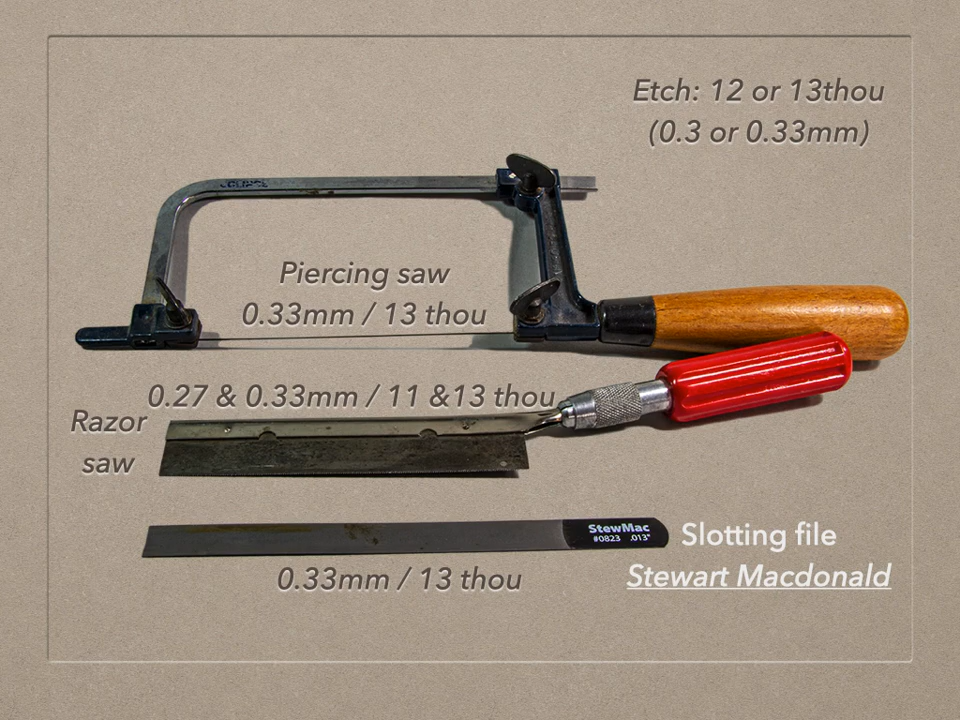 Etch: 12 or 13thou
(0.3 or 0.33mm)
Piercing saw
0.33mm / 13 thou
0.27 & 0.33mm / 11 &13 thou
Razor
saw
StewMac
#0823 .013"
Slotting file
Stewart Macdonald
0.33mm / 13 thou